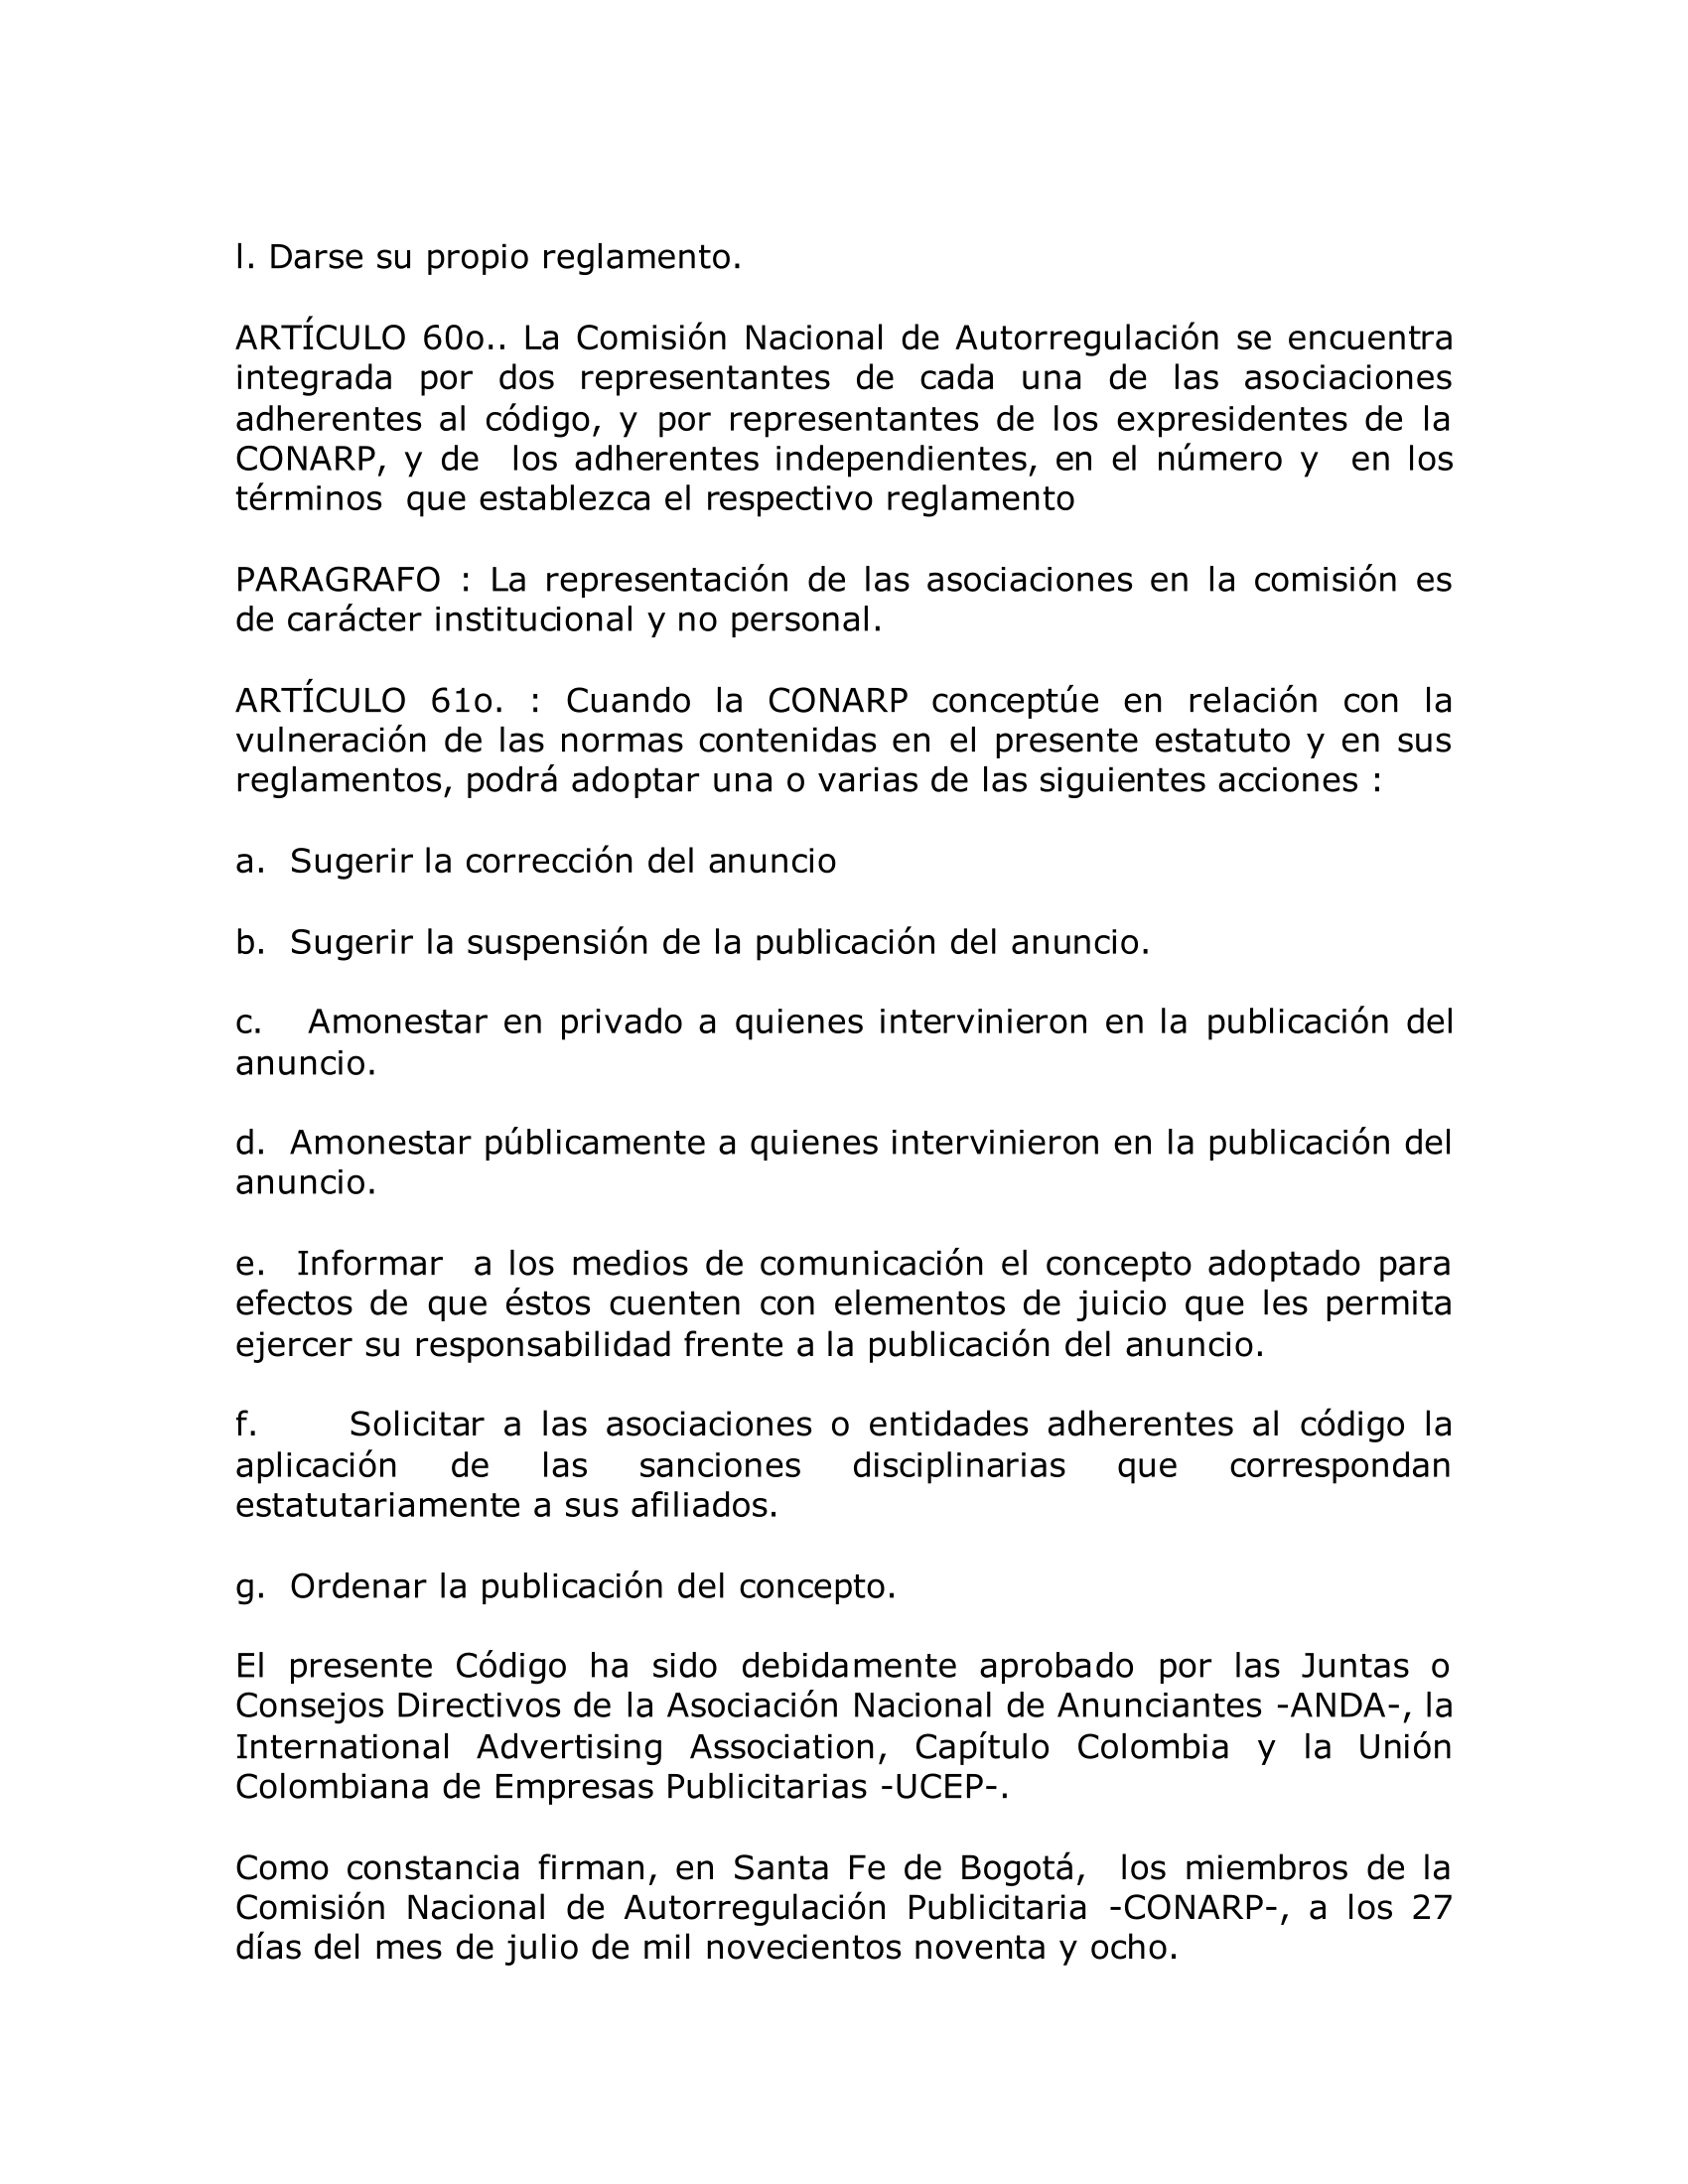 l. Darse su propio reglamento.
ARTÍCULO 60o.. La Comisión Nacional de Autorregulación se encuentra
integrada por dos representantes de cada una de las asociaciones
adherentes al código, y por representantes de los expresidentes de la
CONARP, y de los adherentes independientes, en el número y en los
términos que establezca el respectivo reglamento
PARAGRAFO : La representación de las asociaciones en la comisión es
de carácter institucional y no personal.
ARTÍCULO 61o. : Cuando la CONARP conceptúe en relación con la
vulneración de las normas contenidas en el presente estatuto y en sus
reglamentos, podrá adoptar una o varias de las siguientes acciones :
a. Sugerir la corrección del anuncio
b. Sugerir la suspensión de la publicación del anuncio.
c. Amonestar en privado a quienes intervinieron en la publicación del
anuncio.
d. Amonestar públicamente a quienes intervinieron en la publicación del
anuncio.
e. Informar a los medios de comunicación el concepto adoptado para
efectos de que éstos cuenten con elementos de juicio que les permita
ejercer su responsabilidad frente a la publicación del anuncio.
f. Solicitar a las asociaciones o entidades adherentes al código la
aplicación de las sanciones disciplinarias que correspondan
estatutariamente a sus afiliados.
g. Ordenar la publicación del concepto.
El presente Código ha sido debidamente aprobado por las Juntas o
Consejos Directivos de la Asociación Nacional de Anunciantes -ANDA-, la
International Advertising Association, Capítulo Colombia y la Unión
Colombiana de Empresas Publicitarias -UCEP-.
Como constancia firman, en Santa Fe de Bogotá, los miembros de la
Comisión Nacional de Autorregulación Publicitaria -CONARP-, a los 27
días del mes de julio de mil novecientos noventa y ocho.